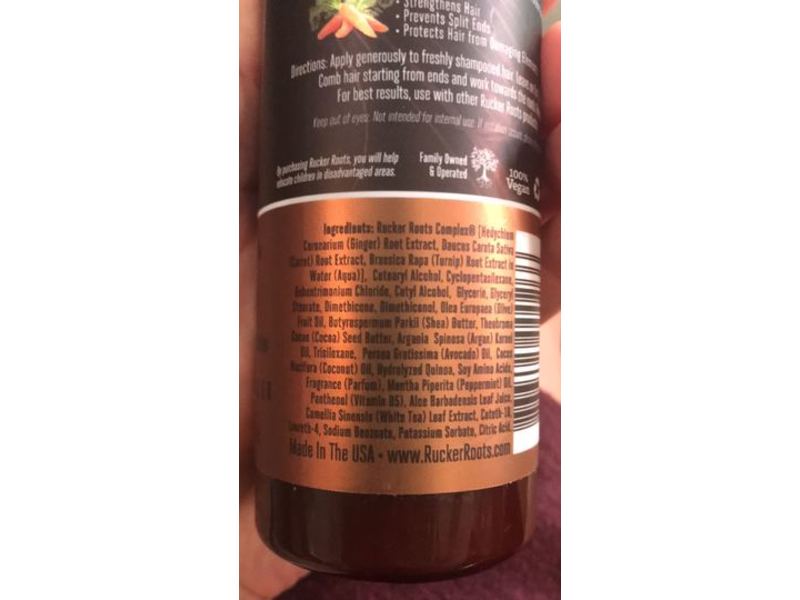 • Strengthens Hair
• Prevents Split Ends
• Protects Hair from Damaging
Directions: Apply generously to freshly shampooed hair. Leave on for
Comb hair starting from ends and work towards the
For best results, use with other Rucker Roots
Keep out of eyes. Not intended for internal use. If
By purchasing Rucker Roots, you will help
educate children in disadvantaged areas.
Family Owned
& Operated
100%
Vegan
Ingredients: Rucker Roots Complex® [Hedychium
Coronarium (Ginger) Root Extract, Daucus Carota Sativa
(Carrot) Root Extract, Brassica Rapa (Turnip) Root Extract in
Water (Aqua)], Cetearyl Alcohol, Cyclopentasiloxane,
Behentrimonium Chloride, Cetyl Alcohol, Glycerin, Glyceryl
Stearate, Dimethicone, Dimethiconol, Olea Europaea (Olive)
Fruit Oil, Butyrospermum Parkii (Shea) Butter, Theobroma
Cacao (Cocoa) Seed Butter, Argania Spinosa (Argan) Kernel
Oil, Trisiloxane, Persea Gratissima (Avocado) Oil, Cocos
Nucifera (Coconut) Oil, Hydrolyzed Quinoa, Soy Amino Acids,
Fragrance (Parfum), Mentha Piperita (Peppermint) Oil,
Panthenol (Vitamin B5), Aloe Barbadensis Leaf Juice,
Camellia Sinensis (White Tea) Leaf Extract, Ceteth-10,
Laureth-4, Sodium Benzoate, Potassium Sorbate, Citric Acid.
Made In The USA • www.RuckerRoots.com